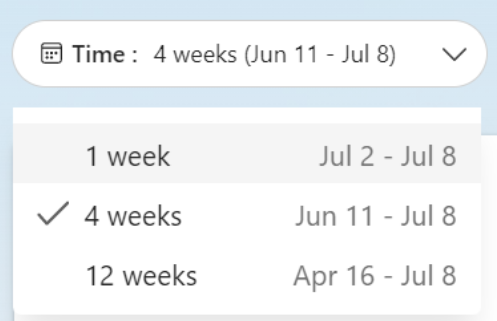 Time : 4 weeks (Jun 11 - Jul 8)
1 week Jul 2 - Jul 8
4 weeks Jun 11 - Jul 8
12 weeks Apr 16 - Jul 8